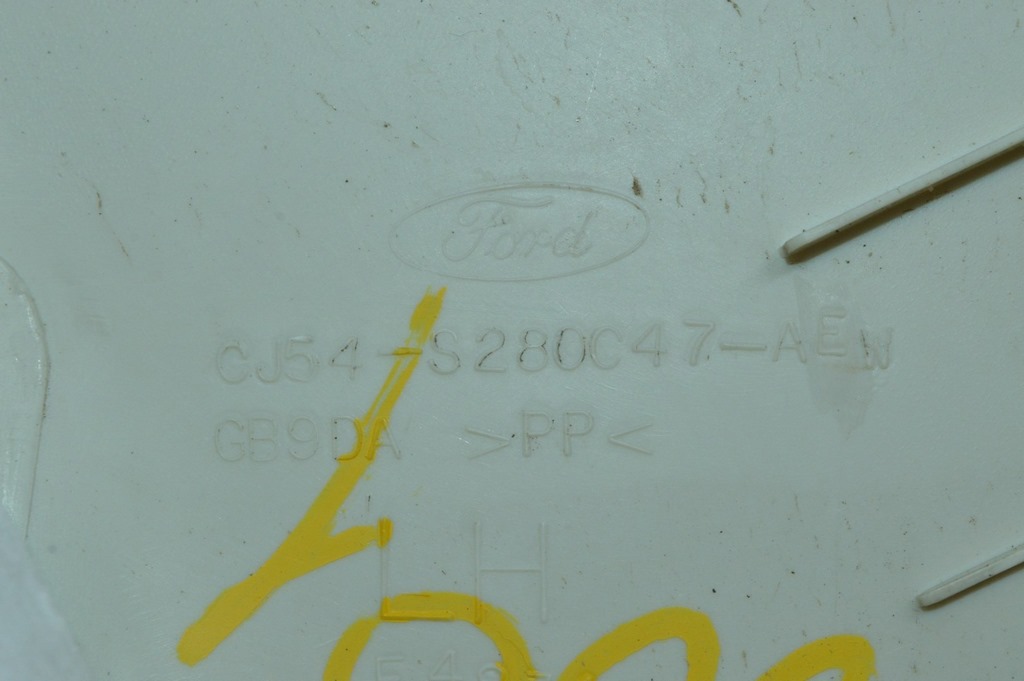 Ford
CJ54-S280C47-AEW
GB9DA >PP<
LH